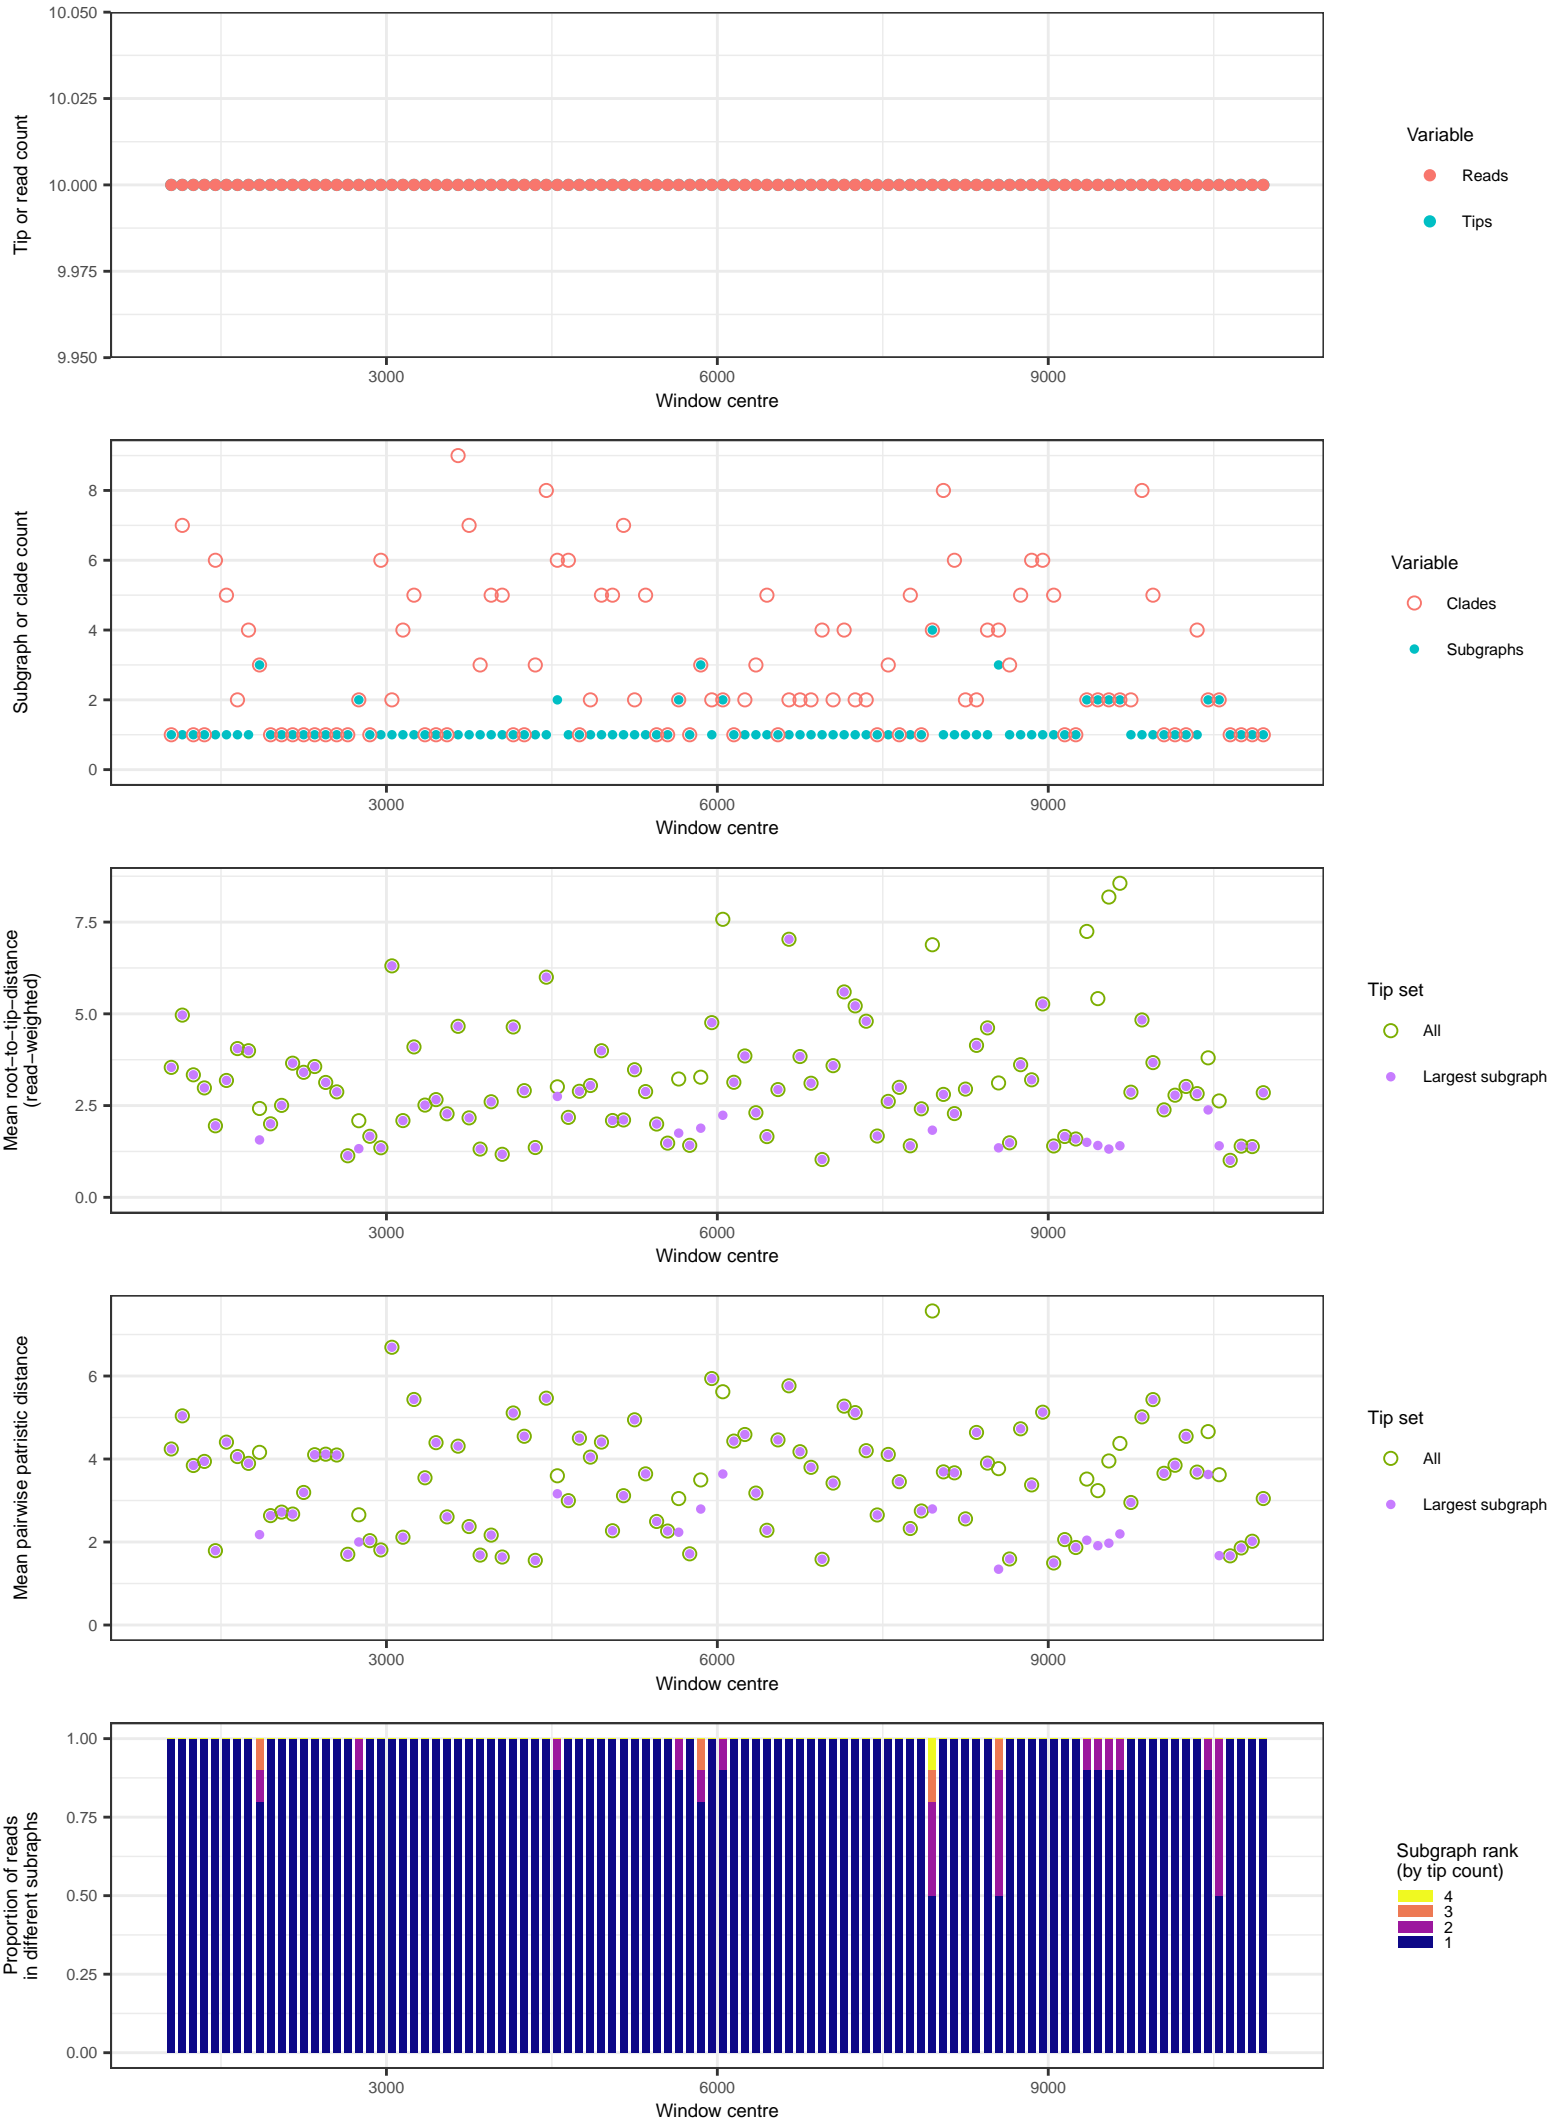 10.050
10.025
10.000
9.975
9.950
Tip or read count
3000
6000
9000
Window centre
Variable
Reads
Tips
8
6
4
2
0
Subgraph or clade count
3000
6000
9000
Window centre
Variable
Clades
Subgraphs
7.5
5.0
2.5
0.0
Mean root−to−tip−distance
(read−weighted)
3000
6000
9000
Window centre
Tip set
All
Largest subgraph
6
4
2
0
Mean pairwise patristic distance
3000
6000
9000
Window centre
Tip set
All
Largest subgraph
1.00
0.75
0.50
0.25
0.00
Proportion of reads
in different subraphs
3000
6000
9000
Window centre
Subgraph rank
(by tip count)
4
3
2
1